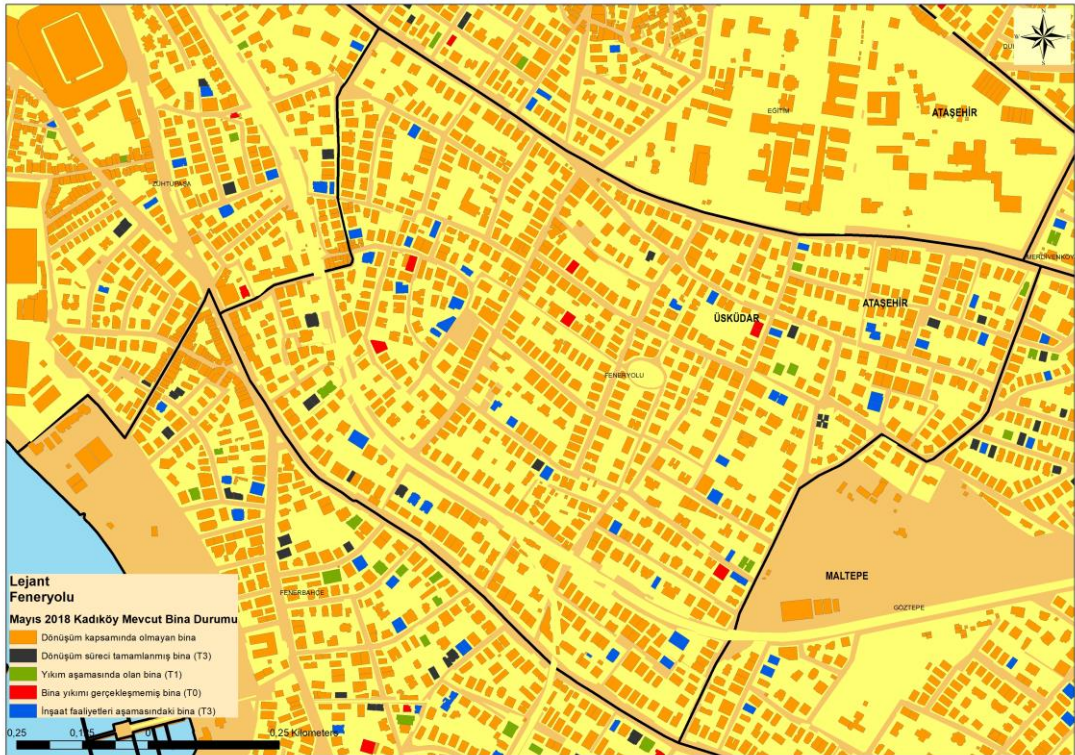 N
W E
S
EĞİTİM
ATAŞEHİR
ZÜHTÜPAŞA
MERDİVENKÖY
ATAŞEHİR
ÜSKÜDAR
FENERYOLU
MALTEPE
GÖZTEPE
FENERBAHÇE
Lejant
Feneryolu
Mayıs 2018 Kadıköy Mevcut Bina Durumu
Dönüşüm kapsamında olmayan bina
Dönüşüm süreci tamamlanmış bina (T3)
Yıkım aşamasında olan bina (T1)
Bina yıkımı gerçekleşmemiş bina (T0)
İnşaat faaliyetleri aşamasındaki bina (T3)
0,25 0,125 0 0,25 Kilometers